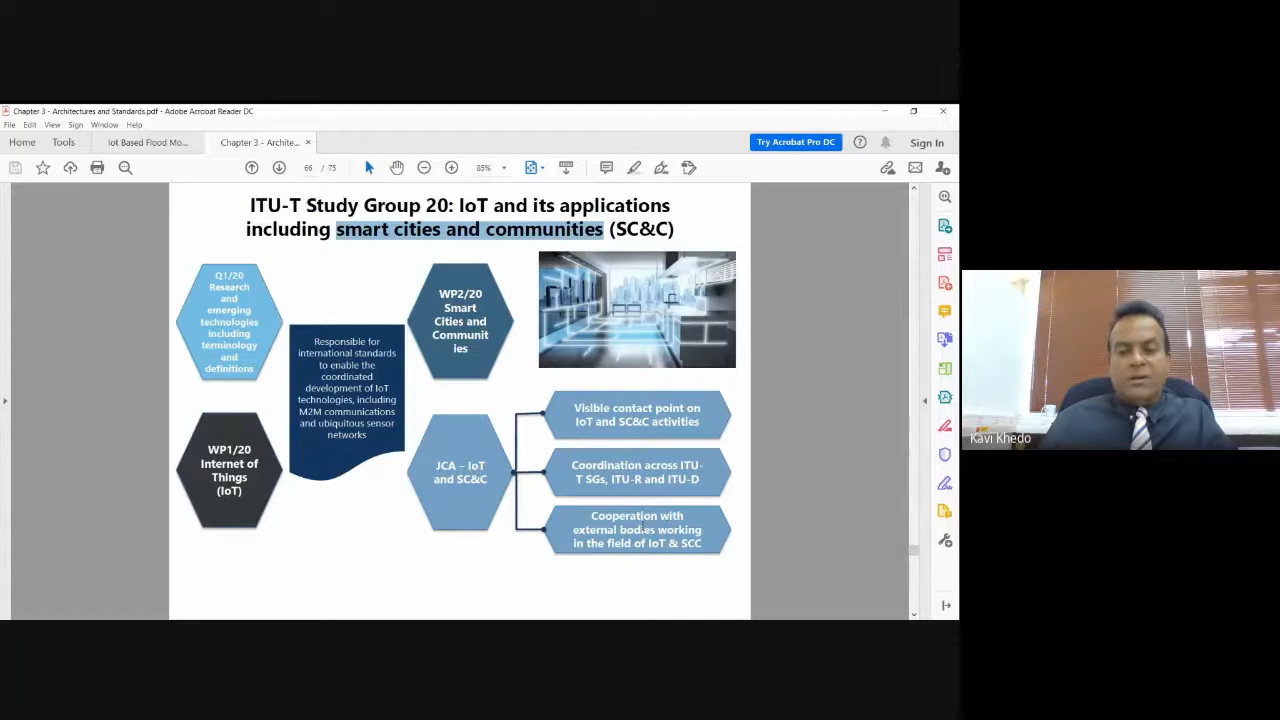 Chapter 3 - Architectures and Standards.pdf - Adobe Acrobat Reader DC
File Edit View Sign Window Help
Home Tools Iot Based Flood Mo... Chapter 3 - Archite... × Try Acrobat Pro DC Sign In
66 / 75 85%
ITU-T Study Group 20: IoT and its applications
including smart cities and communities (SC&C)
Q1/20
Research
and
emerging
technologies
including
terminology
and
definitions
Responsible for
international standards
to enable the
coordinated
development of IoT
technologies, including
M2M communications
and ubiquitous sensor
networks
WP2/20
Smart
Cities and
Communit
ies
WP1/20
Internet of
Things
(IoT)
JCA – IoT
and SC&C
Visible contact point on
IoT and SC&C activities
Coordination across ITU-
T SGs, ITU-R and ITU-D
Cooperation with
external bodies working
in the field of IoT & SCC
Kavi Khedo